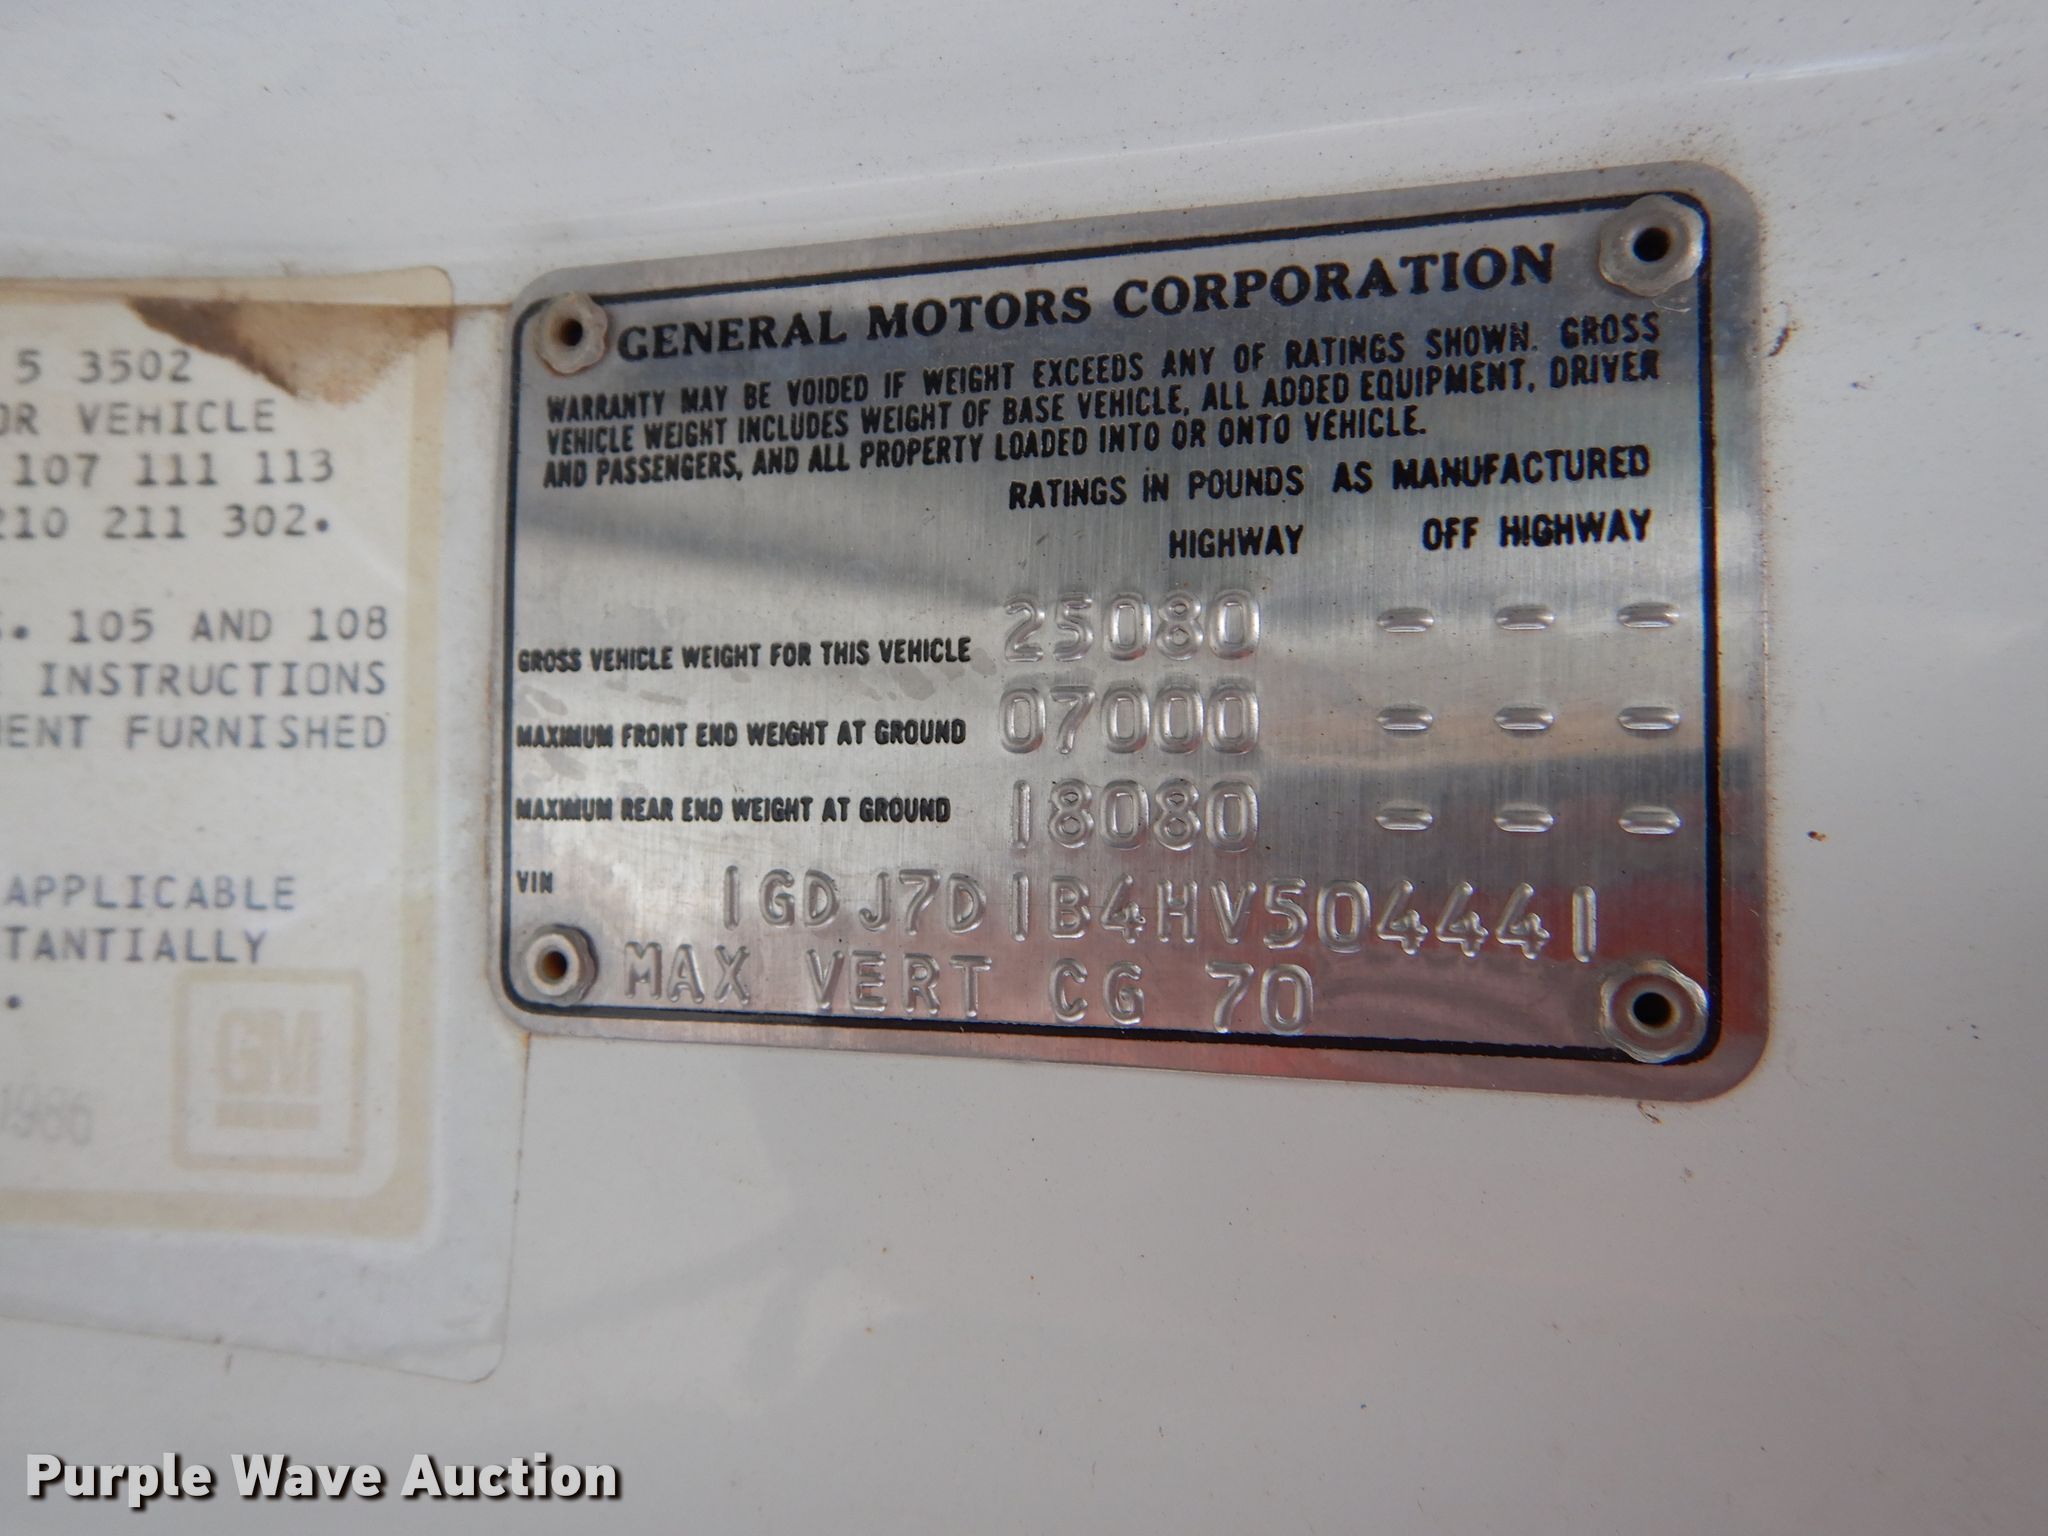 5 3502
OR VEHICLE
107 111 113
210 211 302.
. 105 AND 108
INSTRUCTIONS
MENT FURNISHED
APPLICABLE
TANTIALLY
.
GM
1986
GENERAL MOTORS CORPORATION
WARRANTY MAY BE VOIDED IF WEIGHT EXCEEDS ANY OF RATINGS SHOWN. GROSS
VEHICLE WEIGHT INCLUDES WEIGHT OF BASE VEHICLE, ALL ADDED EQUIPMENT, DRIVER
AND PASSENGERS, AND ALL PROPERTY LOADED INTO OR ONTO VEHICLE.
RATINGS IN POUNDS AS MANUFACTURED
HIGHWAY OFF HIGHWAY
GROSS VEHICLE WEIGHT FOR THIS VEHICLE 25080 - - -
MAXIMUM FRONT END WEIGHT AT GROUND 07000 - - -
MAXIMUM REAR END WEIGHT AT GROUND 18080 - - -
VIN 1GDJ7D1B4HV504441
MAX VERT CG 70
Purple Wave Auction